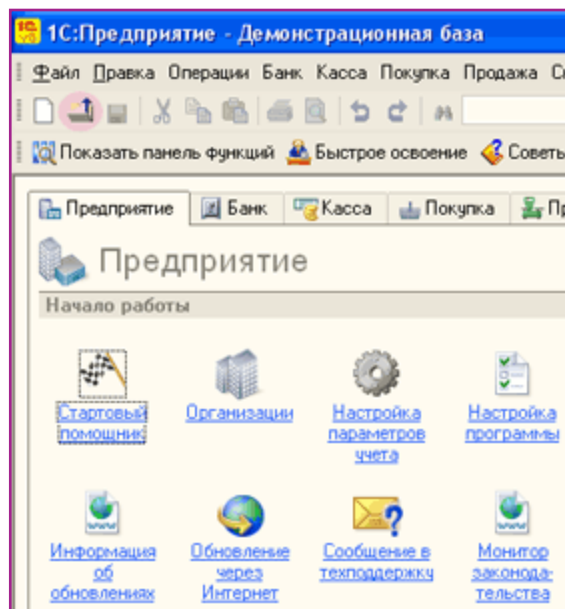 1С:Предприятие - Демонстрационная база
Файл Правка Операции Банк Касса Покупка Продажа
Показать панель функций Быстрое освоение Советы
Предприятие Банк Касса Покупка
Предприятие
Начало работы
Стартовый помощник
Организации
Настройка параметров учета
Настройка программы
Информация об обновлениях
Обновление через Интернет
Сообщение в техподдержку
Монитор законода-
тельства